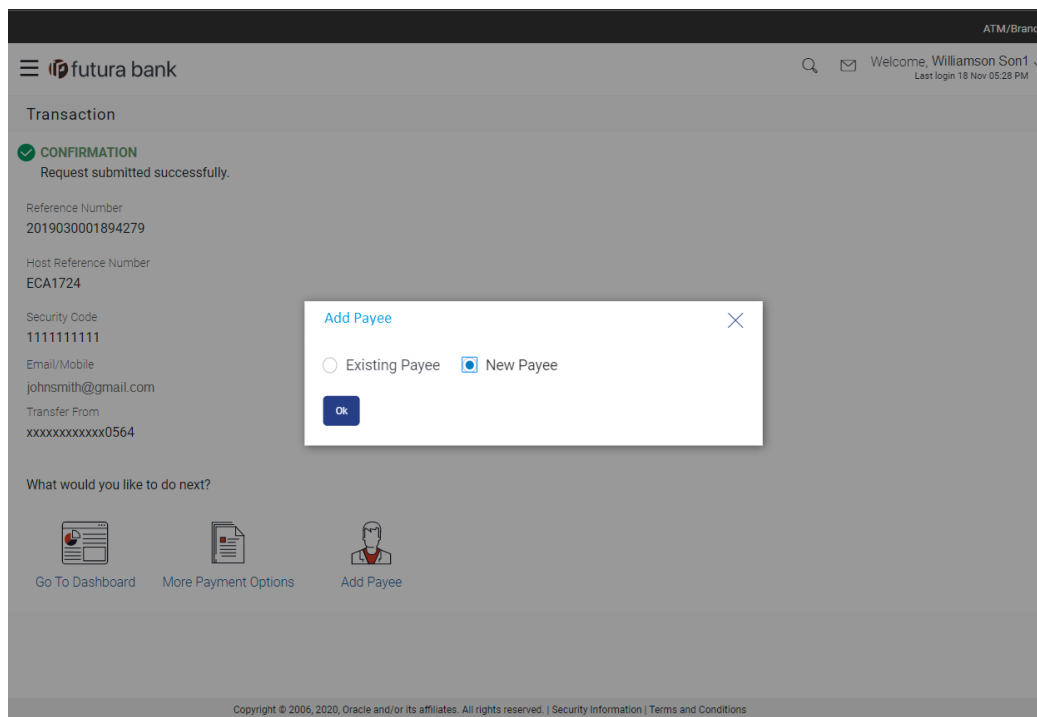 ATM/Branc
futura bank
Welcome, Williamson Son1
Last login 18 Nov 05:28 PM
Transaction
CONFIRMATION
Request submitted successfully.
Reference Number
2019030001894279
Host Reference Number
ECA1724
Security Code
1111111111
Email/Mobile
johnsmith@gmail.com
Transfer From
xxxxxxxxxxxx0564
Add Payee
Existing Payee New Payee
Ok
What would you like to do next?
Go To Dashboard More Payment Options Add Payee
Copyright © 2006, 2020, Oracle and/or its affiliates. All rights reserved. | Security Information | Terms and Conditions